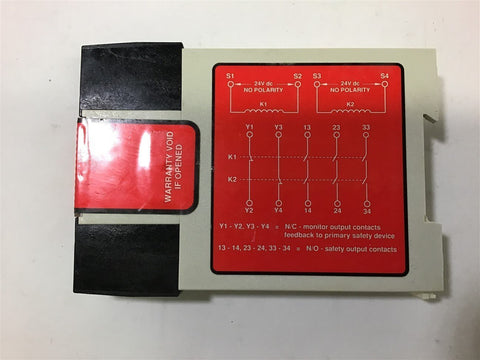 S1 S2 S3 S4
24V dc 24V dc
NO POLARITY NO POLARITY
K1 K2
Y1 Y3 13 23 33
K1
K2
Y2 Y4 14 24 34
Y1 - Y2, Y3 - Y4 = N/C - monitor output contacts
feedback to primary safety device
13 - 14, 23 - 24, 33 - 34 = N/O - safety output contacts
WARRANTY VOID
IF OPENED